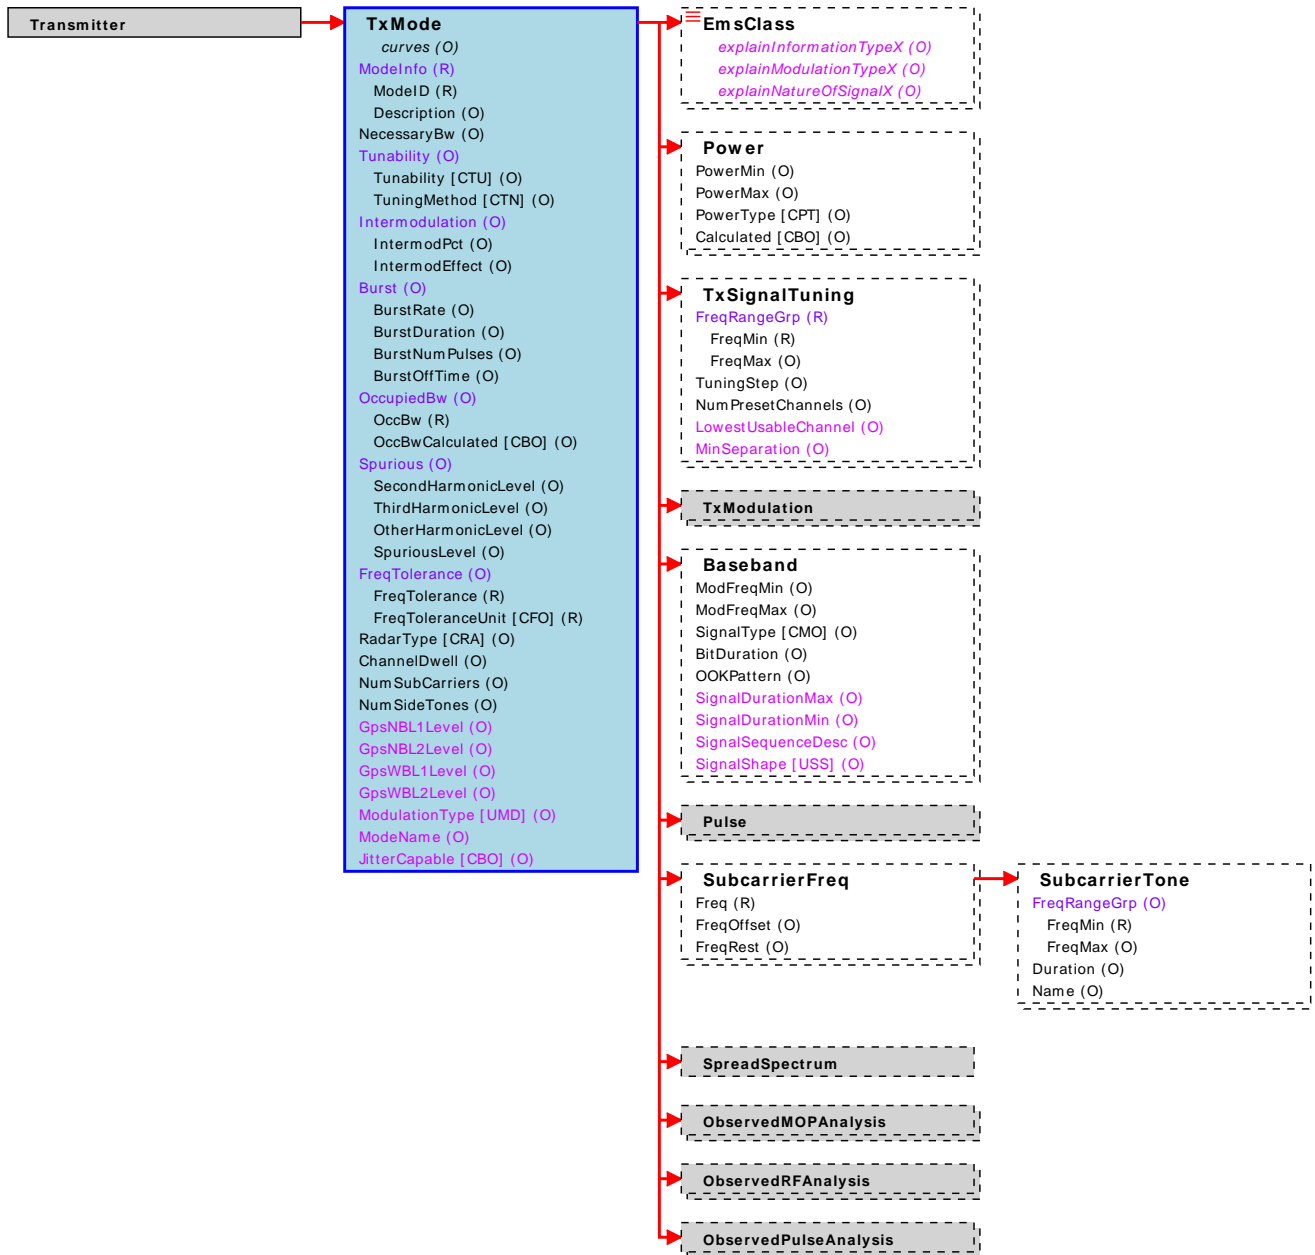 Transmitter
TxMode
curves (O)
ModeInfo (R)
ModeID (R)
Description (O)
NecessaryBw (O)
Tunability (O)
Tunability [CTU] (O)
TuningMethod [CTN] (O)
Intermodulation (O)
IntermodPct (O)
IntermodEffect (O)
Burst (O)
BurstRate (O)
BurstDuration (O)
BurstNumPulses (O)
BurstOffTime (O)
OccupiedBw (O)
OccBw (R)
OccBwCalculated [CBO] (O)
Spurious (O)
SecondHarmonicLevel (O)
ThirdHarmonicLevel (O)
OtherHarmonicLevel (O)
SpuriousLevel (O)
FreqTolerance (O)
FreqTolerance (R)
FreqToleranceUnit [CFO] (R)
RadarType [CRA] (O)
ChannelDwell (O)
NumSubCarriers (O)
NumSideTones (O)
GpsNBL1Level (O)
GpsNBL2Level (O)
GpsWBL1Level (O)
GpsWBL2Level (O)
ModulationType [UMD] (O)
ModeName (O)
JitterCapable [CBO] (O)
EmsClass
explainInformationTypeX (O)
explainModulationTypeX (O)
explainNatureOfSignalX (O)
Power
PowerMin (O)
PowerMax (O)
PowerType [CPT] (O)
Calculated [CBO] (O)
TxSignalTuning
FreqRangeGrp (R)
FreqMin (R)
FreqMax (O)
TuningStep (O)
NumPresetChannels (O)
LowestUsableChannel (O)
MinSeparation (O)
TxModulation
Baseband
ModFreqMin (O)
ModFreqMax (O)
SignalType [CMO] (O)
BitDuration (O)
OOKPattern (O)
SignalDurationMax (O)
SignalDurationMin (O)
SignalSequenceDesc (O)
SignalShape [USS] (O)
Pulse
SubcarrierFreq
Freq (R)
FreqOffset (O)
FreqRest (O)
SubcarrierTone
FreqRangeGrp (O)
FreqMin (R)
FreqMax (O)
Duration (O)
Name (O)
SpreadSpectrum
ObservedMOPAnalysis
ObservedRFAnalysis
ObservedPulseAnalysis